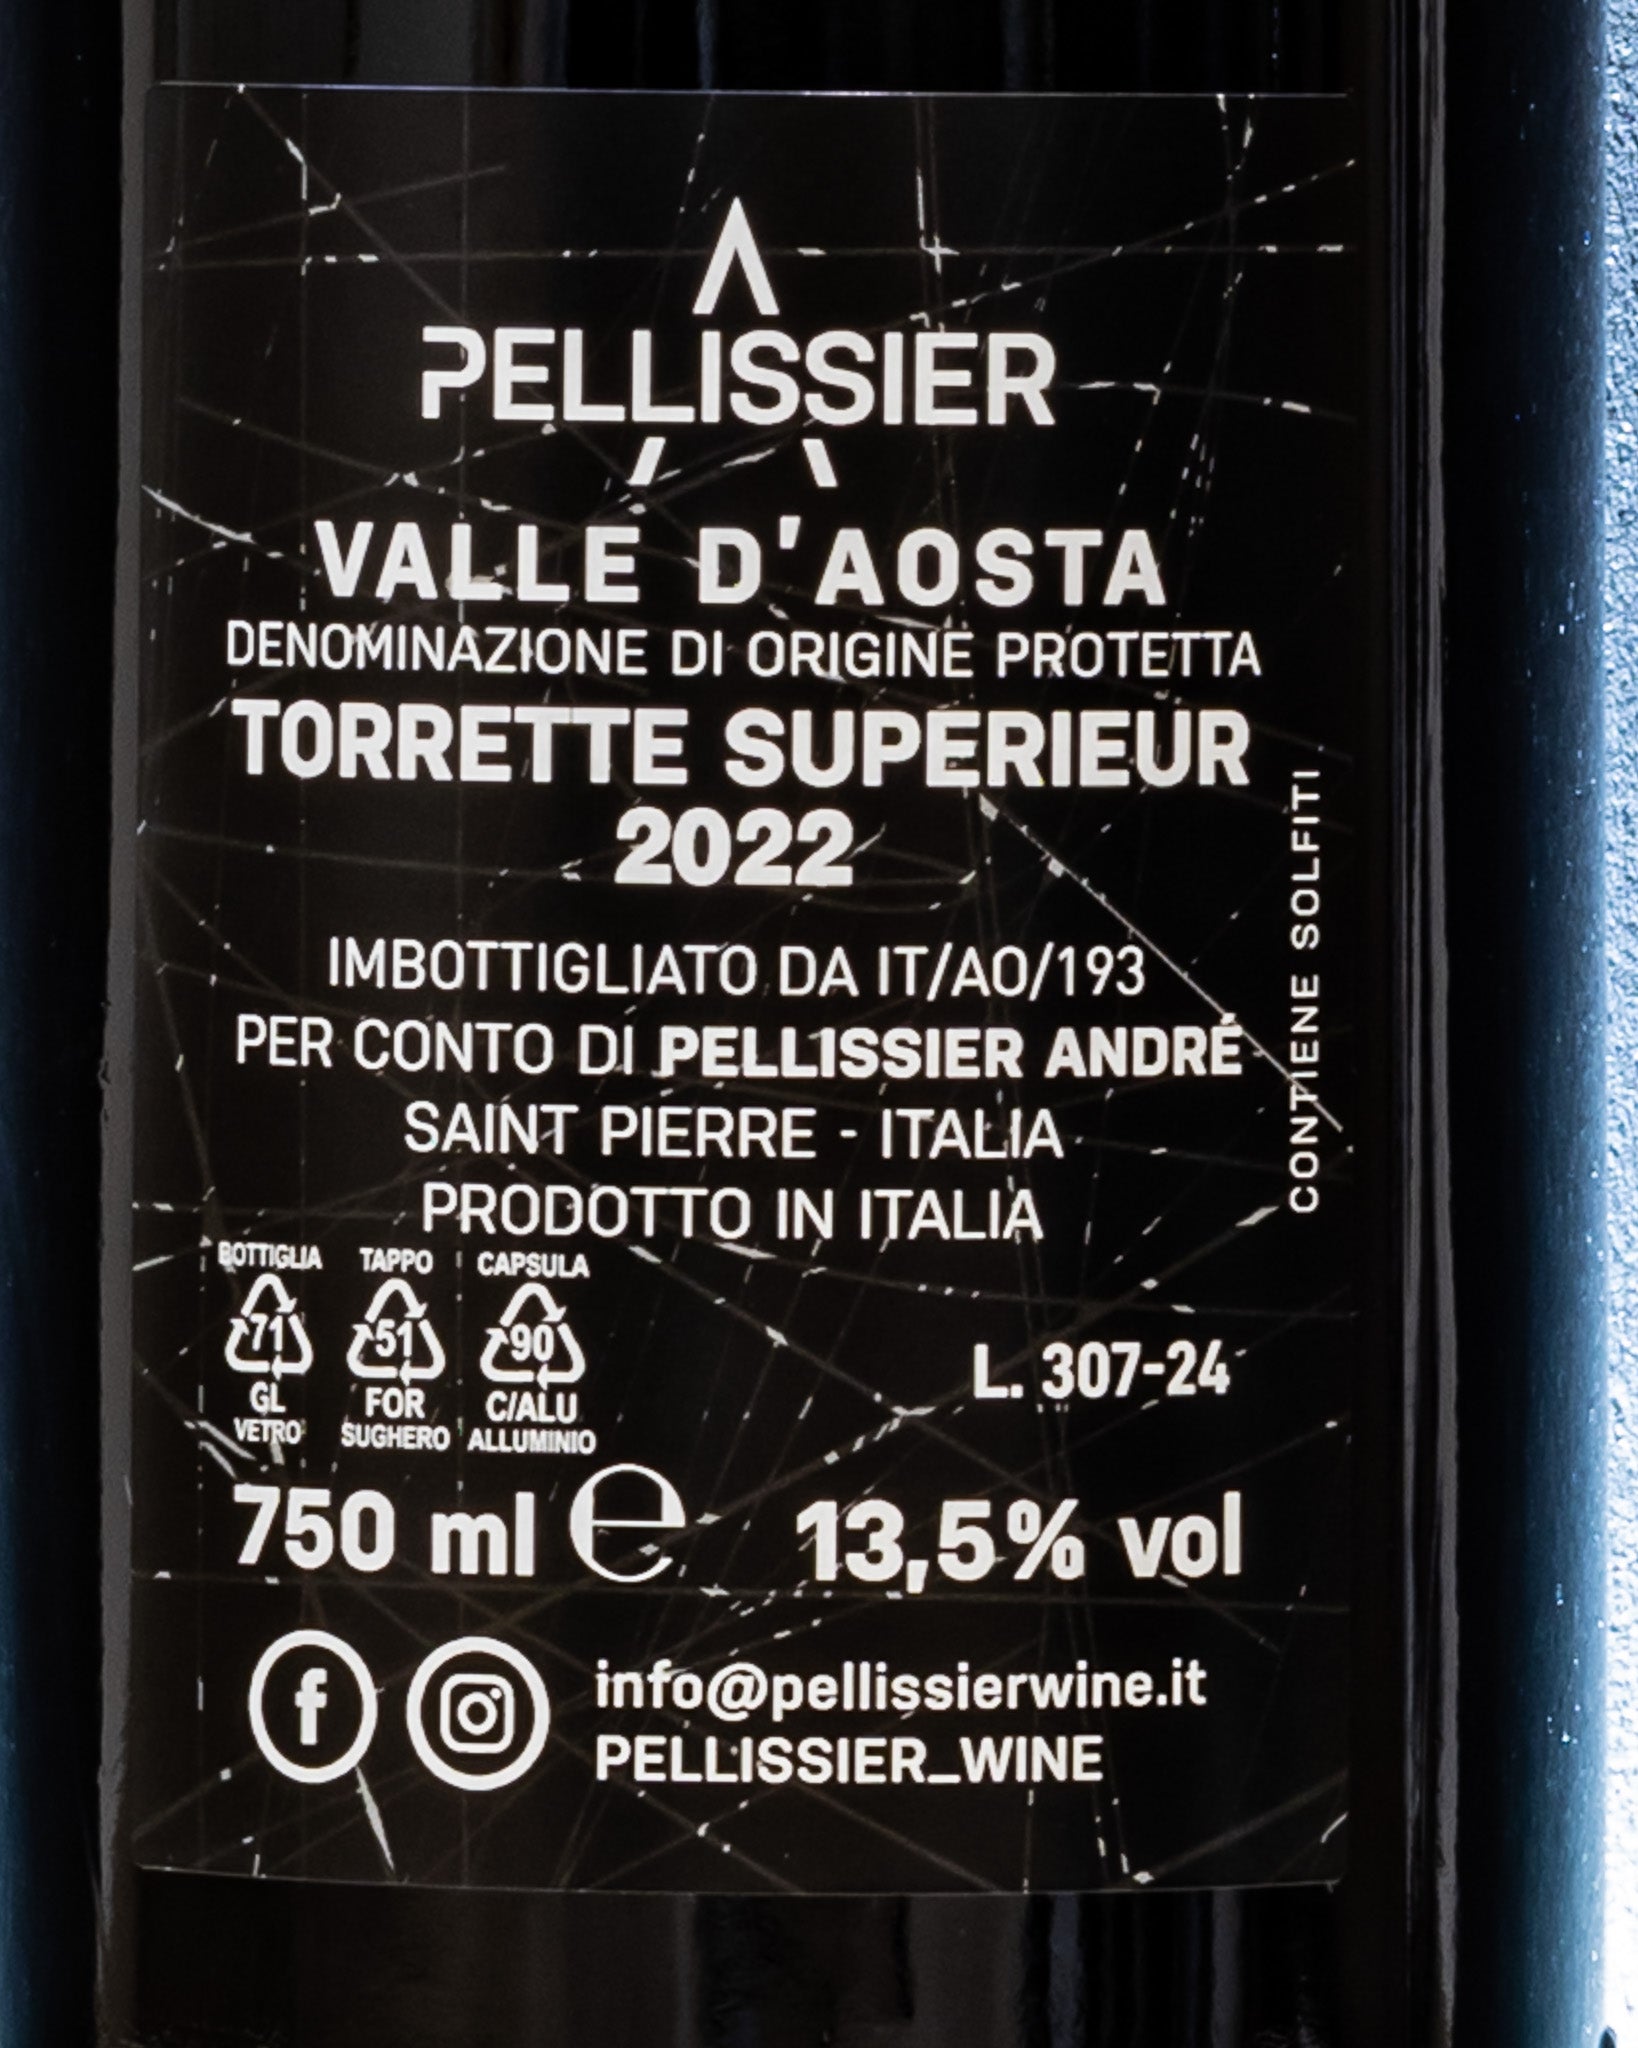 PELLISSIER
VALLE D'AOSTA
DENOMINAZIONE DI ORIGINE PROTETTA
TORRETTE SUPERIEUR
2022
IMBOTTIGLIATO DA IT/AO/193
PER CONTO DI PELLISSIER ANDRÉ
SAINT PIERRE - ITALIA
PRODOTTO IN ITALIA
CONTIENE SOLFITI
BOTTIGLIA TAPPO CAPSULA
71 51 90
GL FOR C/ALU
VETRO SUGHERO ALLUMINIO
L. 307-24
750 ml e 13,5% vol
info@pellissierwine.it
PELLISSIER_WINE